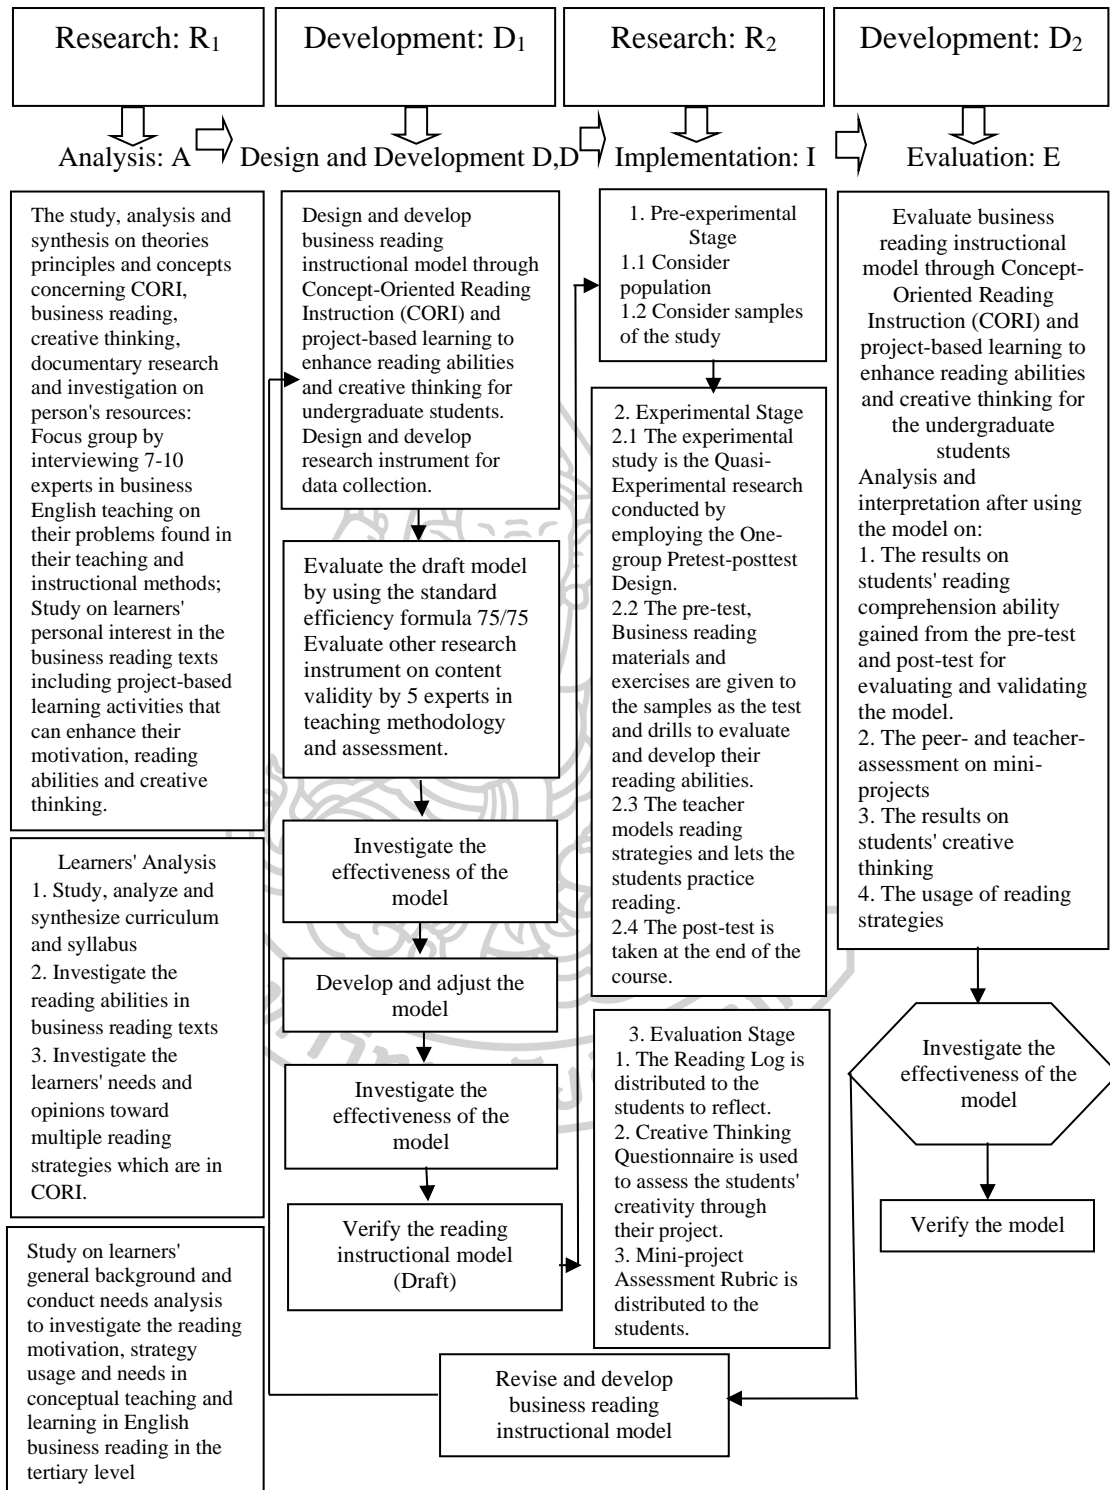 Research: R1
Development: D1
Research: R2
Development: D2
Analysis: A
Design and Development D,D
Implementation: I
Evaluation: E
The study, analysis and
synthesis on theories
principles and concepts
concerning CORI,
business reading,
creative thinking,
documentary research
and investigation on
person's resources:
Focus group by
interviewing 7-10
experts in business
English teaching on
their problems found in
their teaching and
instructional methods;
Study on learners'
personal interest in the
business reading texts
including project-based
learning activities that
can enhance their
motivation, reading
abilities and creative
thinking.
Learners' Analysis
1. Study, analyze and
synthesize curriculum
and syllabus
2. Investigate the
reading abilities in
business reading texts
3. Investigate the
learners' needs and
opinions toward
multiple reading
strategies which are in
CORI.
Study on learners'
general background and
conduct needs analysis
to investigate the reading
motivation, strategy
usage and needs in
conceptual teaching and
learning in English
business reading in the
tertiary level
Design and develop
business reading
instructional model through
Concept-Oriented Reading
Instruction (CORI) and
project-based learning to
enhance reading abilities
and creative thinking for
undergraduate students.
Design and develop
research instrument for
data collection.
Evaluate the draft model
by using the standard
efficiency formula 75/75
Evaluate other research
instrument on content
validity by 5 experts in
teaching methodology
and assessment.
Investigate the
effectiveness of the
model
Develop and adjust the
model
Investigate the
effectiveness of the
model
Verify the reading
instructional model
(Draft)
1. Pre-experimental
Stage
1.1 Consider
population
1.2 Consider samples
of the study
2. Experimental Stage
2.1 The experimental
study is the Quasi-
Experimental research
conducted by
employing the One-
group Pretest-posttest
Design.
2.2 The pre-test,
Business reading
materials and
exercises are given to
the samples as the test
and drills to evaluate
and develop their
reading abilities.
2.3 The teacher
models reading
strategies and lets the
students practice
reading.
2.4 The post-test is
taken at the end of the
course.
3. Evaluation Stage
1. The Reading Log is
distributed to the
students to reflect.
2. Creative Thinking
Questionnaire is used
to assess the students'
creativity through
their project.
3. Mini-project
Assessment Rubric is
distributed to the
students.
Evaluate business
reading instructional
model through Concept-
Oriented Reading
Instruction (CORI) and
project-based learning to
enhance reading abilities
and creative thinking for
the undergraduate
students
Analysis and
interpretation after using
the model on:
1. The results on
students' reading
comprehension ability
gained from the pre-test
and post-test for
evaluating and validating
the model.
2. The peer- and teacher-
assessment on mini-
projects
3. The results on
students' creative
thinking
4. The usage of reading
strategies
Investigate the
effectiveness of the
model
Verify the model
Revise and develop
business reading
instructional model